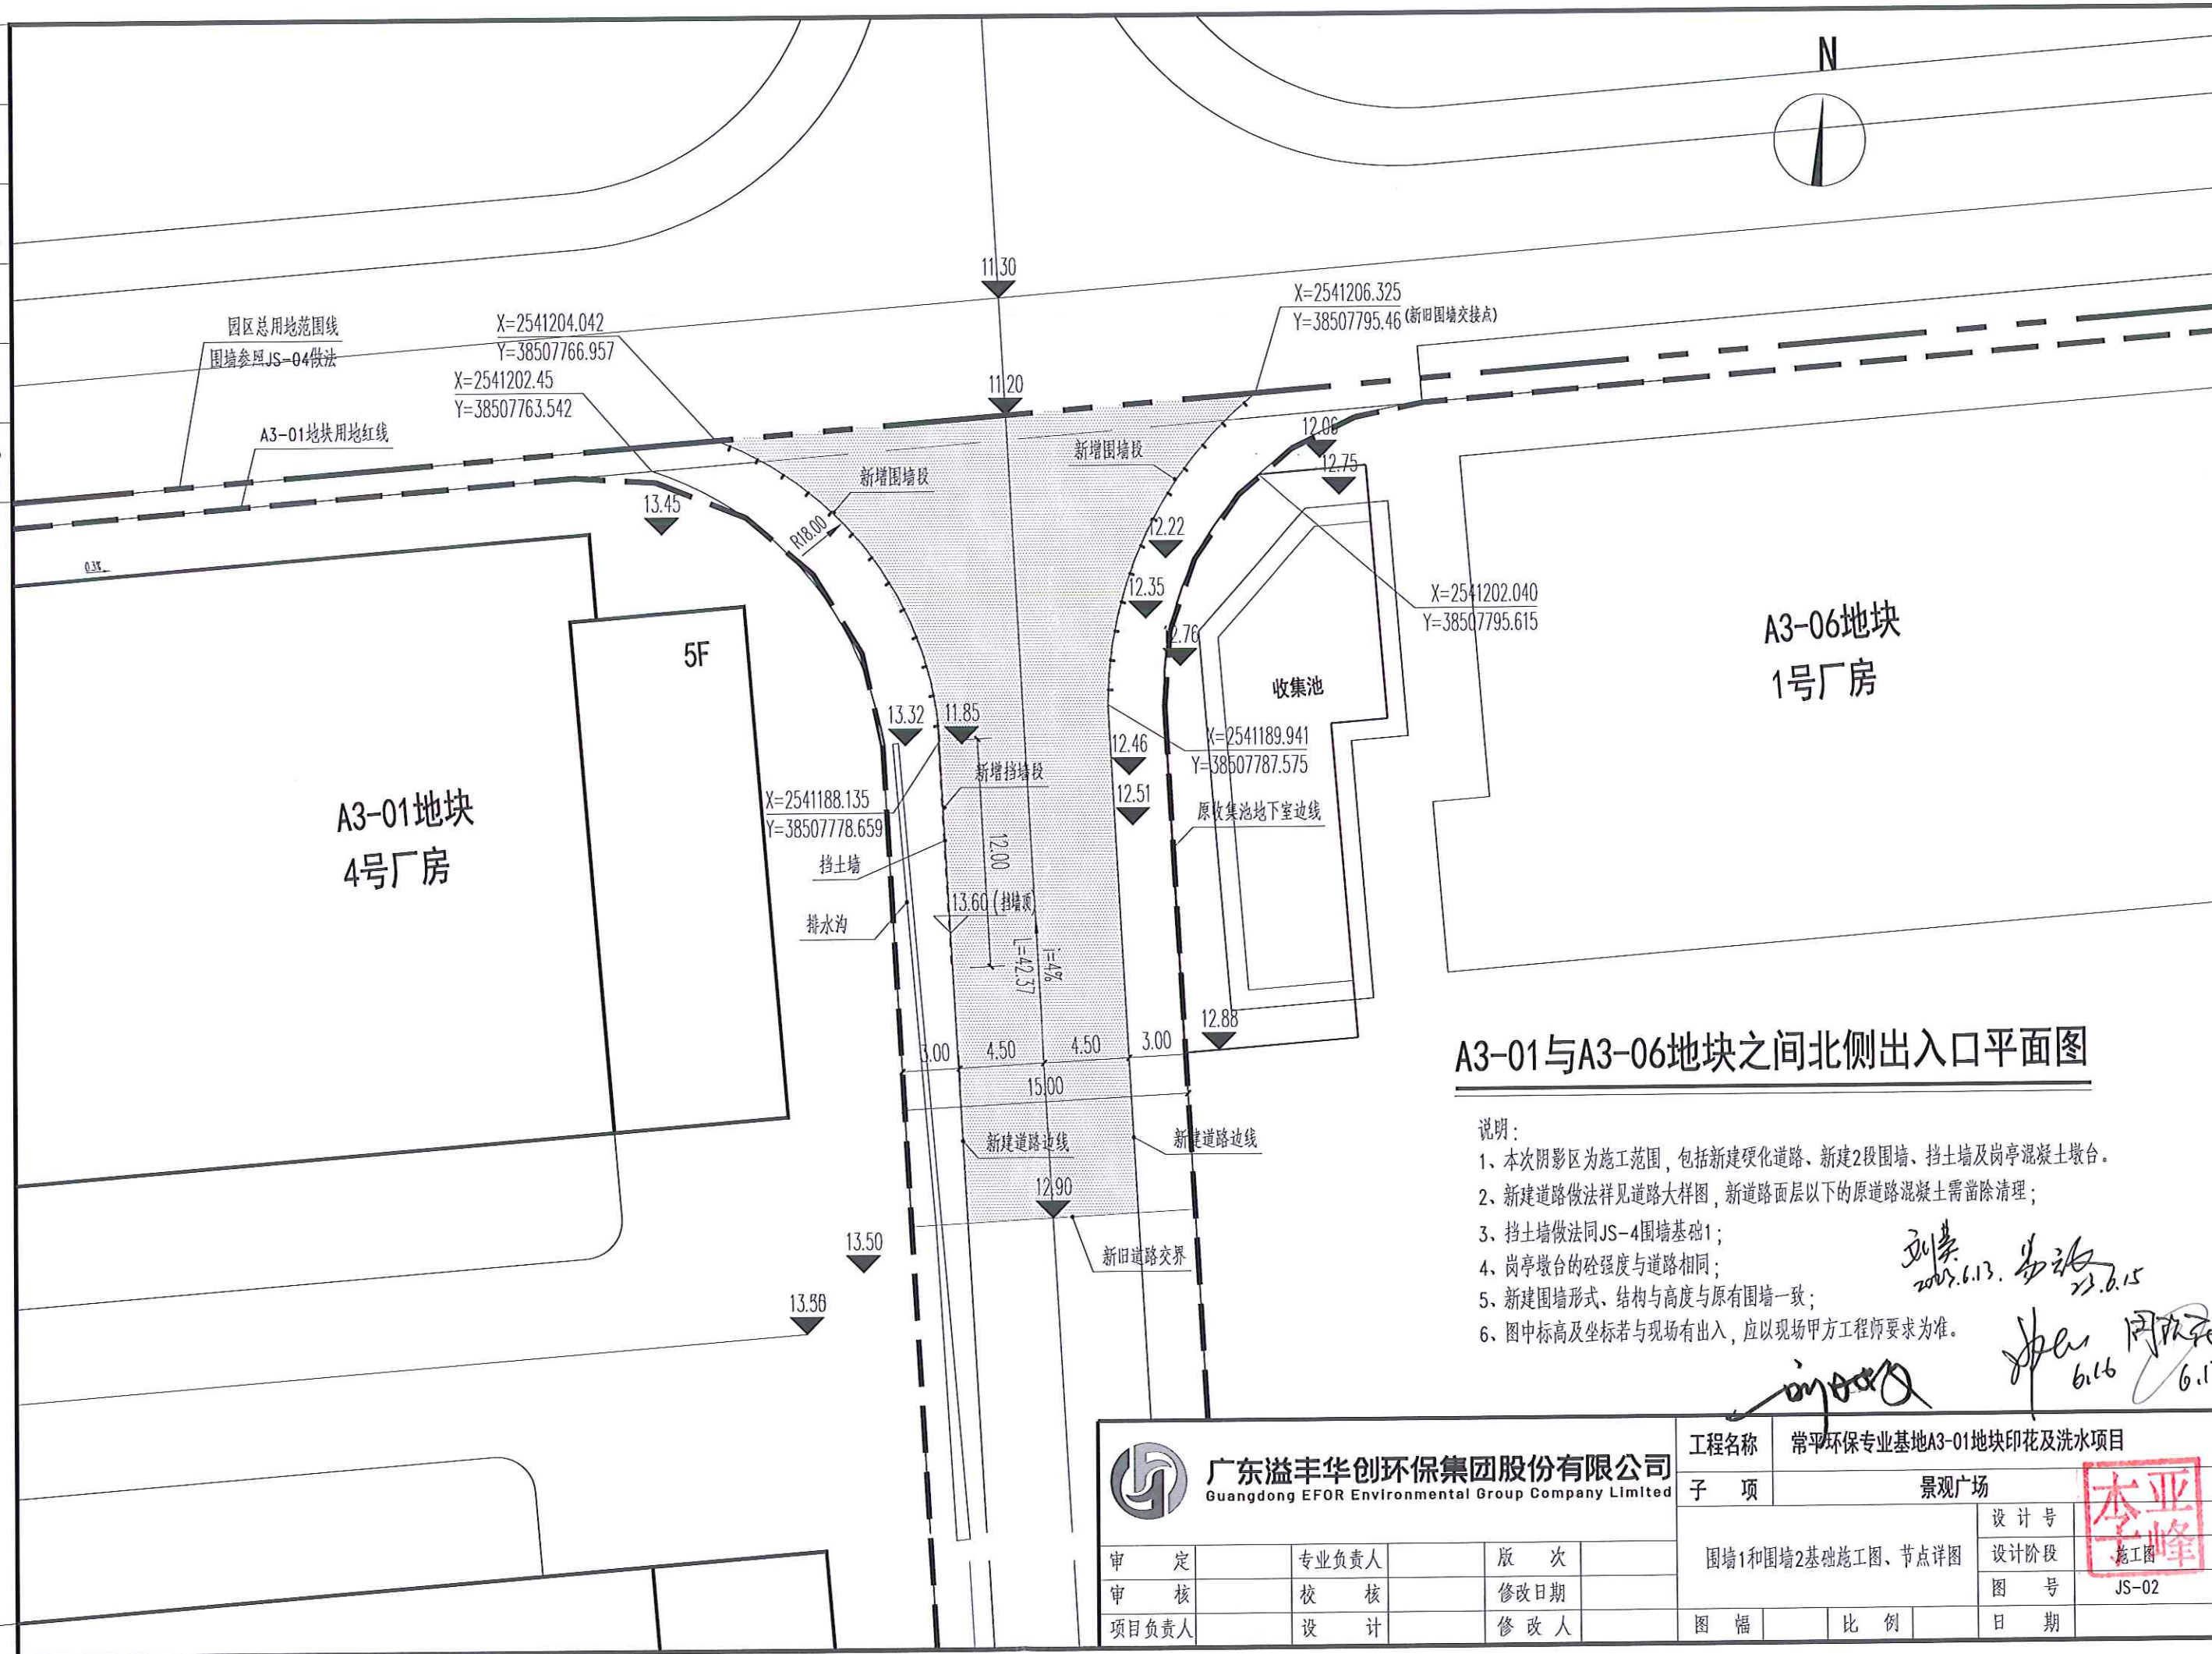 N
11.30
X=2541206.325
Y=38507795.46 (新旧围墙交接点)
园区总用地范围线
围墙参照JS-04做法
X=2541204.042
Y=38507766.957
X=2541202.45
Y=38507763.542
11.20
A3-01地块用地红线
新增围墙段
新增围墙段
12.06
12.75
13.45
R18.00
12.22
12.35
X=2541202.040
Y=38507795.615
5F
12.76
收集池
A3-06地块
1号厂房
13.32
11.85
12.46
X=2541189.941
Y=38507787.575
新增挡墙段
12.51
X=2541188.135
Y=38507778.659
原收集池地下室边线
A3-01地块
4号厂房
挡土墙
12.00
13.60(挡墙顶)
排水沟
i=4%
L=42.37
12.88
3.00
4.50
4.50
3.00
15.00
新建道路边线
新建道路边线
12.90
新旧道路交界
13.50
A3-01与A3-06地块之间北侧出入口平面图
说明:
1、本次阴影区为施工范围,包括新建硬化道路、新建2段围墙、挡土墙及岗亭混凝土墩台。
2、新建道路做法祥见道路大样图,新道路面层以下的原道路混凝土需凿除清理;
3、挡土墙做法同JS-4围墙基础1;
4、岗亭墩台的砼强度与道路相同;
5、新建围墙形式、结构与高度与原有围墙一致;
6、图中标高及坐标若与现场有出入,应以现场甲方工程师要求为准。
2023.6.13.
23.6.15
6.16
广东溢丰华创环保集团股份有限公司
Guangdong EFOR Environmental Group Company Limited
工程名称 常平环保专业基地A3-01地块印花及洗水项目
子 项 景观广场
围墙1和围墙2基础施工图、节点详图
设计号
设计阶段 施工图
图 号 JS-02
审 定 专业负责人 版 次
审 核 校 核 修改日期
项目负责人 设 计 修改人
图 幅 比 例 日 期
李亚峰